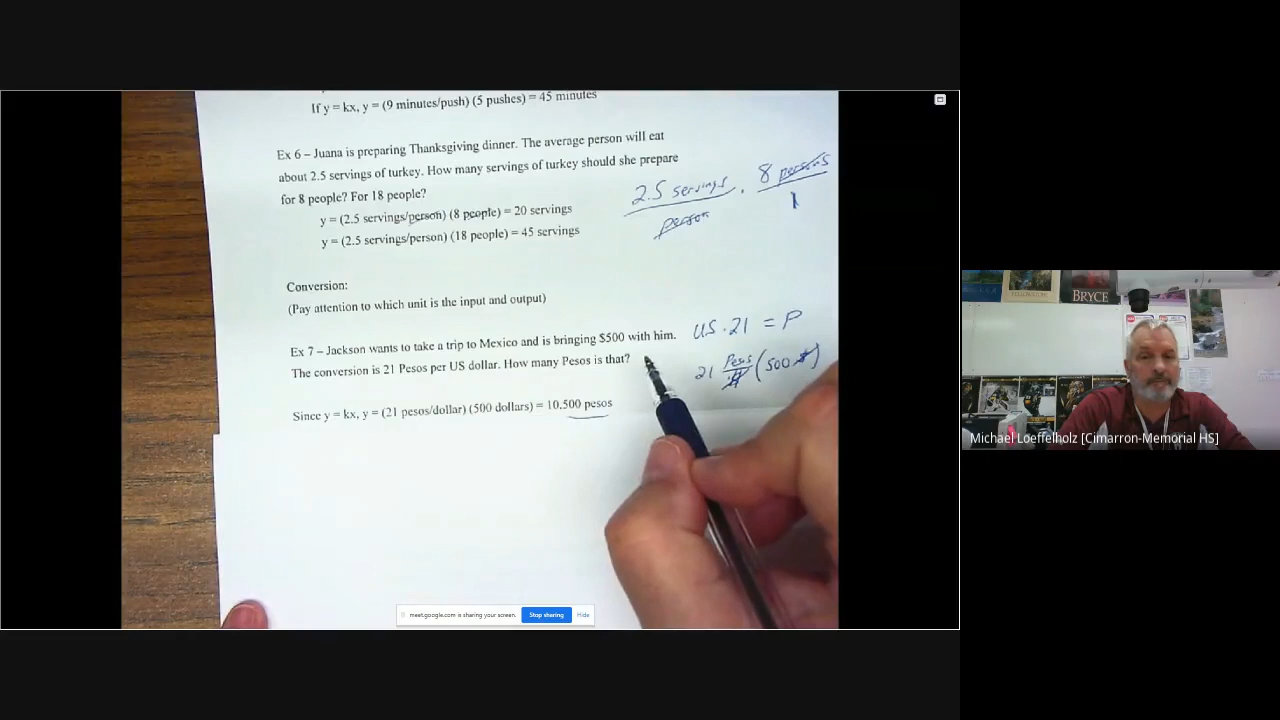 If y = kx, y = (9 minutes/push) (5 pushes) = 45 minutes
Ex 6 – Juana is preparing Thanksgiving dinner. The average person will eat
about 2.5 servings of turkey. How many servings of turkey should she prepare
for 8 people? For 18 people?
y = (2.5 servings/person) (8 people) = 20 servings
y = (2.5 servings/person) (18 people) = 45 servings
2.5 servings / person · 8 persons / 1
Conversion:
(Pay attention to which unit is the input and output)
Ex 7 – Jackson wants to take a trip to Mexico and is bringing $500 with him.
The conversion is 21 Pesos per US dollar. How many Pesos is that?
US · 21 = P
21 Pesos / $ (500 $)
Since y = kx, y = (21 pesos/dollar) (500 dollars) = 10.500 pesos
meet.google.com is sharing your screen.
Stop sharing
Hide
BRYCE
Michael Loeffelholz [Cimarron-Memorial HS]